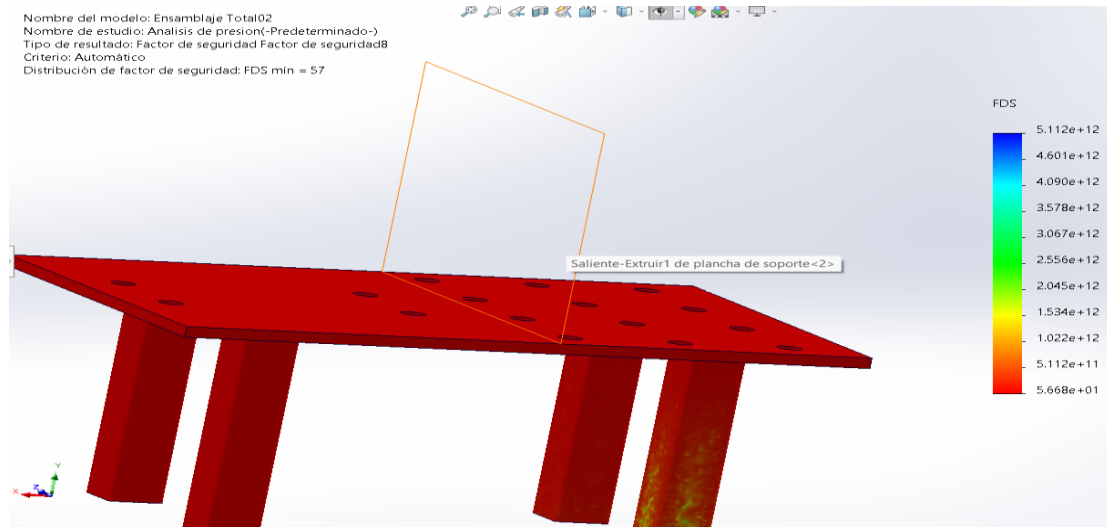 Nombre del modelo: Ensamblaje Total02
Nombre de estudio: Analisis de presion(-Predeterminado-)
Tipo de resultado: Factor de seguridad Factor de seguridad8
Criterio: Automático
Distribución de factor de seguridad: FDS mín = 57
FDS
5.112e+12
4.601e+12
4.090e+12
3.578e+12
3.067e+12
2.556e+12
2.045e+12
1.534e+12
1.022e+12
5.112e+11
5.668e+01
Saliente-Extruir1 de plancha de soporte<2>
Y
X
Z